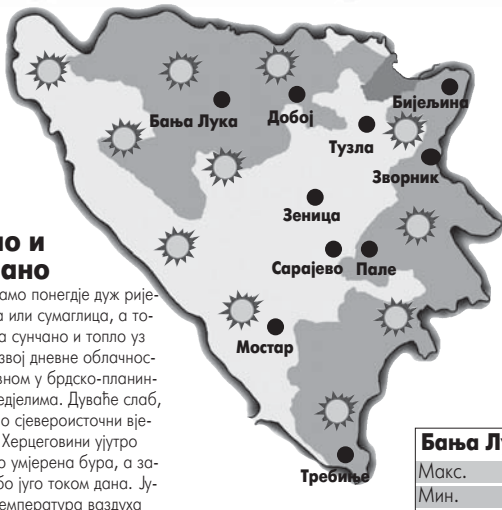 Бања Лука
Добој
Бијељина
Тузла
Зворник
Зеница
Сарајево
Пале
Мостар
Требиње
но и
ано
амо понегдје дуж рије-
а или сумаглица, а то-
а сунчано и топло уз
звој дневне облачнос-
вном у брдско-планин-
едјелима. Дуваће слаб,
о сјевероисточни вје-
Херцеговини ујутро
о умјерена бура, а за-
бо југо током дана. Ју-
емпература ваздуха
Бања Лу
Макс.
Мин.